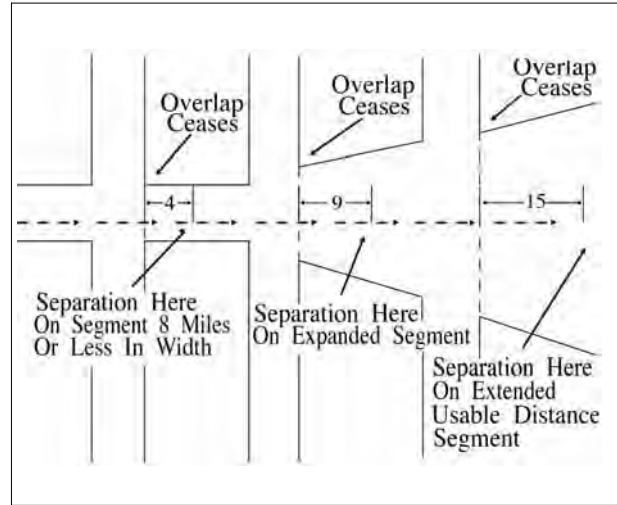 Overlap
Ceases
Overlap
Ceases
Overlap
Ceases
4
9
15
Separation Here
On Segment 8 Miles
Or Less In Width
Separation Here
On Expanded Segment
Separation Here
On Extended
Usable Distance
Segment